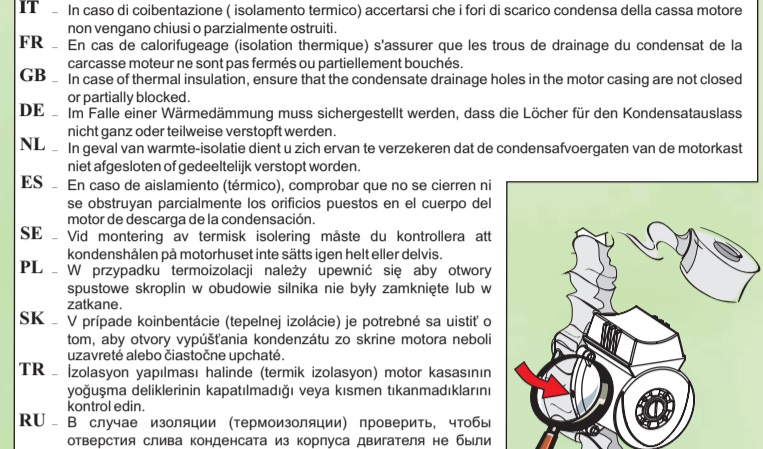 IT – In caso di coibentazione ( isolamento termico) accertarsi che i fori di scarico condensa della cassa motore
non vengano chiusi o parzialmente ostruiti.
FR – En cas de calorifugeage (isolation thermique) s'assurer que les trous de drainage du condensat de la
carcasse moteur ne sont pas fermés ou partiellement bouchés.
GB – In case of thermal insulation, ensure that the condensate drainage holes in the motor casing are not closed
or partially blocked.
DE – Im Falle einer Wärmedämmung muss sichergestellt werden, dass die Löcher für den Kondensatauslass
nicht ganz oder teilweise verstopft werden.
NL – In geval van warmte-isolatie dient u zich ervan te verzekeren dat de condensafvoergaten van de motorkast
niet afgesloten of gedeeltelijk verstopt worden.
ES – En caso de aislamiento (térmico), comprobar que no se cierren ni
se obstruyan parcialmente los orificios puestos en el cuerpo del
motor de descarga de la condensación.
SE – Vid montering av termisk isolering måste du kontrollera att
kondenshålen på motorhuset inte sätts igen helt eller delvis.
PL – W przypadku termoizolacji należy upewnić się aby otwory
spustowe skroplin w obudowie silnika nie były zamknięte lub w
zatkane.
SK – V prípade koinbentácie (tepelnej izolácie) je potrebné sa uistiť o
tom, aby otvory vypúšťania kondenzátu zo skrine motora neboli
uzavreté alebo čiastočne upchaté.
TR – İzolasyon yapılması halinde (termik izolasyon) motor kasasının
yoğuşma deliklerinin kapatılmadığı veya kısmen tıkanmadıklarını
kontrol edin.
RU – В случае изоляции (термоизоляции) проверить, чтобы
отверстия слива конденсата из корпуса двигателя не были